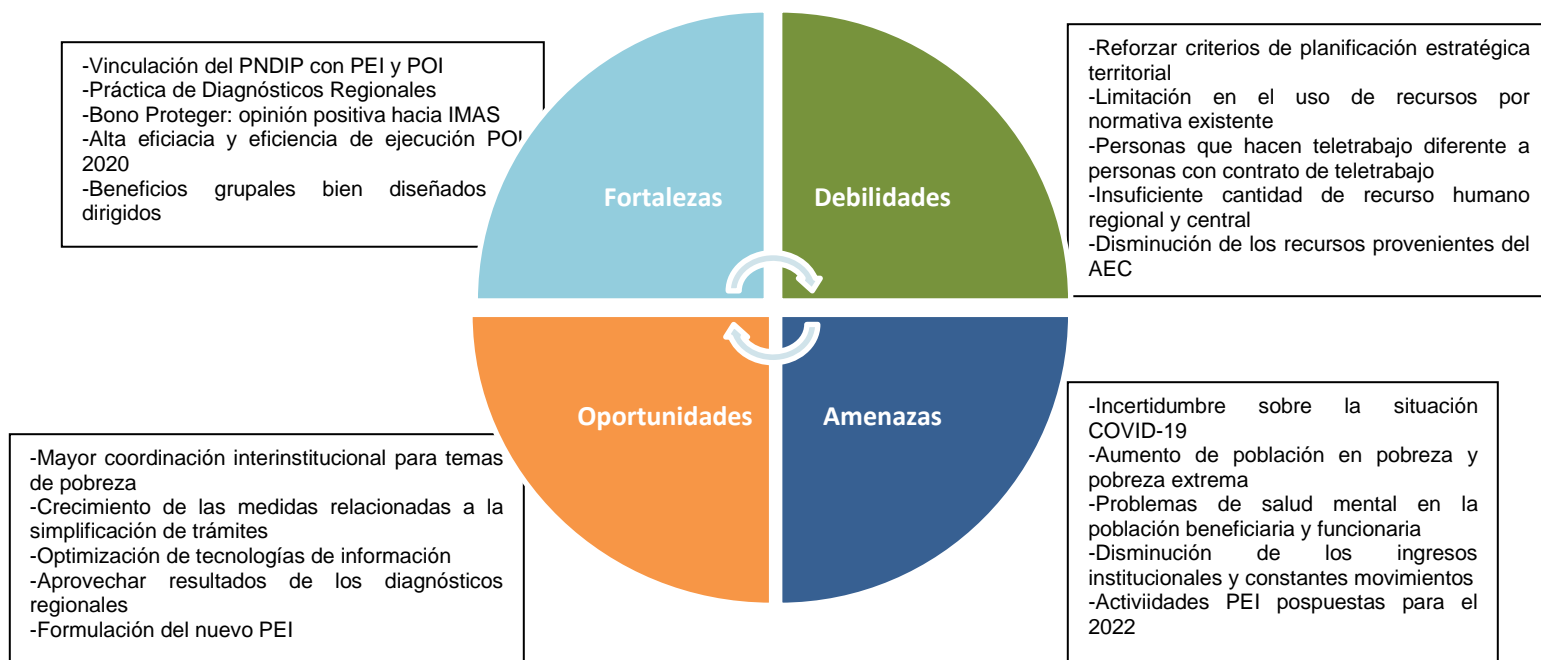 -Vinculación del PNDIP con PEI y POI
-Práctica de Diagnósticos Regionales
-Bono Proteger: opinión positiva hacia IMAS
-Alta eficiacia y eficiencia de ejecución POI
2020
-Beneficios grupales bien diseñados
dirigidos
Fortalezas
Debilidades
-Reforzar criterios de planificación estratégica
territorial
-Limitación en el uso de recursos por
normativa existente
-Personas que hacen teletrabajo diferente a
personas con contrato de teletrabajo
-Insuficiente cantidad de recurso humano
regional y central
-Disminución de los recursos provenientes del
AEC
Oportunidades
Amenazas
-Mayor coordinación interinstitucional para temas
de pobreza
-Crecimiento de las medidas relacionadas a la
simplificación de trámites
-Optimización de tecnologías de información
-Aprovechar resultados de los diagnósticos
regionales
-Formulación del nuevo PEI
-Incertidumbre sobre la situación
COVID-19
-Aumento de población en pobreza y
pobreza extrema
-Problemas de salud mental en la
población beneficiaria y funcionaria
-Disminución de los ingresos
institucionales y constantes movimientos
-Activiidades PEI pospuestas para el
2022